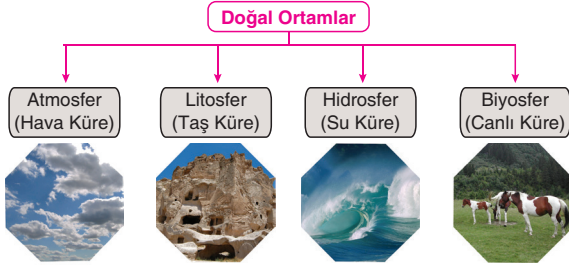 Doğal Ortamlar
Atmosfer
(Hava Küre)
Litosfer
(Taş Küre)
Hidrosfer
(Su Küre)
Biyosfer
(Canlı Küre)